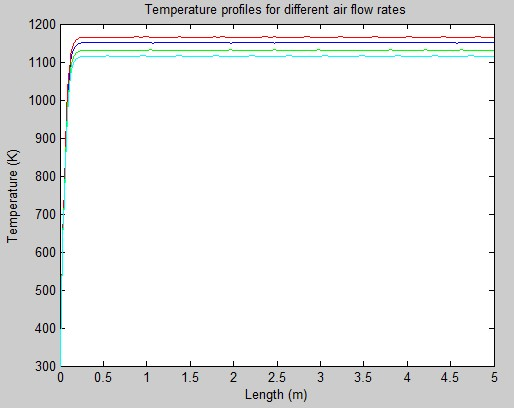 Temperature profiles for different air flow rates
1200
1100
1000
900
800
700
600
500
400
300
Temperature (K)
0 0.5 1 1.5 2 2.5 3 3.5 4 4.5 5
Length (m)